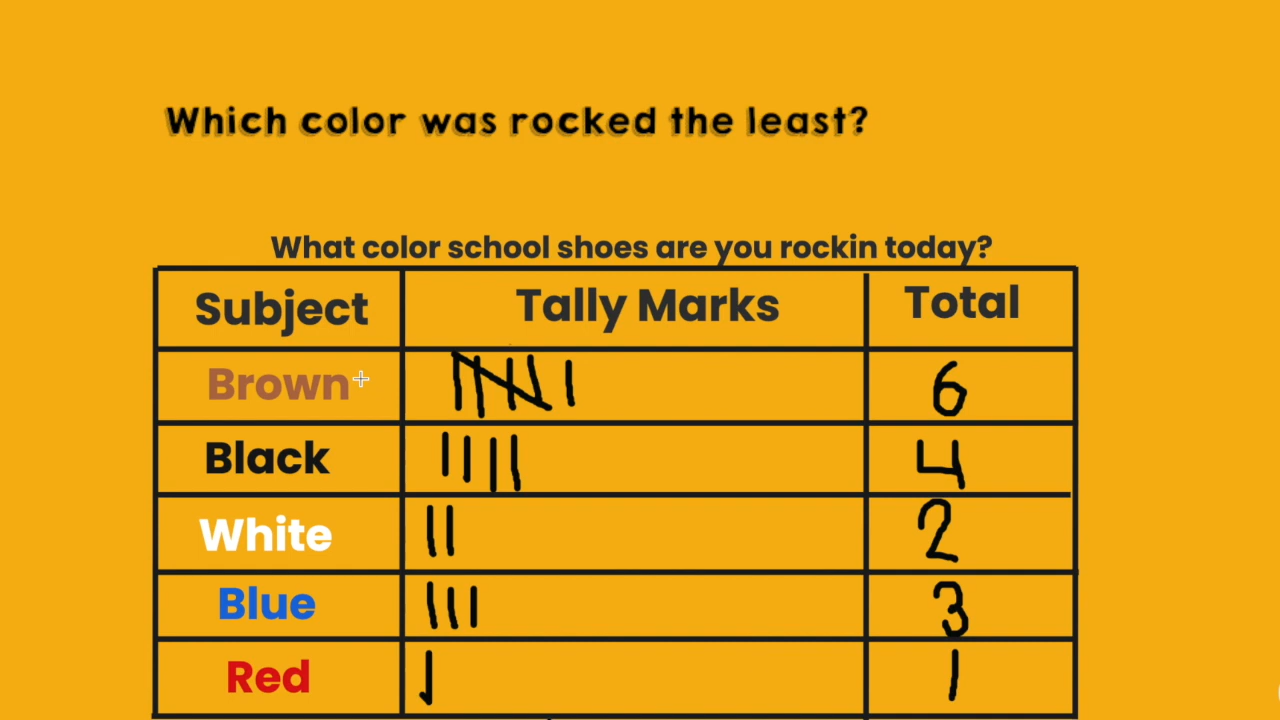 Which color was rocked the least?
What color school shoes are you rockin today?
Subject Tally Marks Total
Brown 6
Black 4
White 2
Blue 3
Red 1